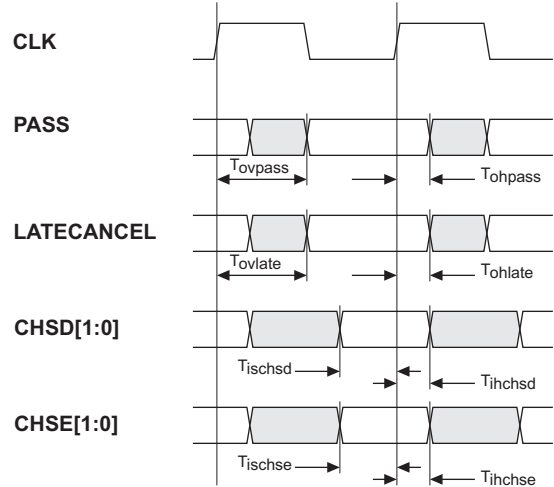 CLK
PASS
Tovpass
Tohpass
LATECANCEL
Tovlate
Tohlate
CHSD[1:0]
Tischsd
Tihchsd
CHSE[1:0]
Tischse
Tihchse